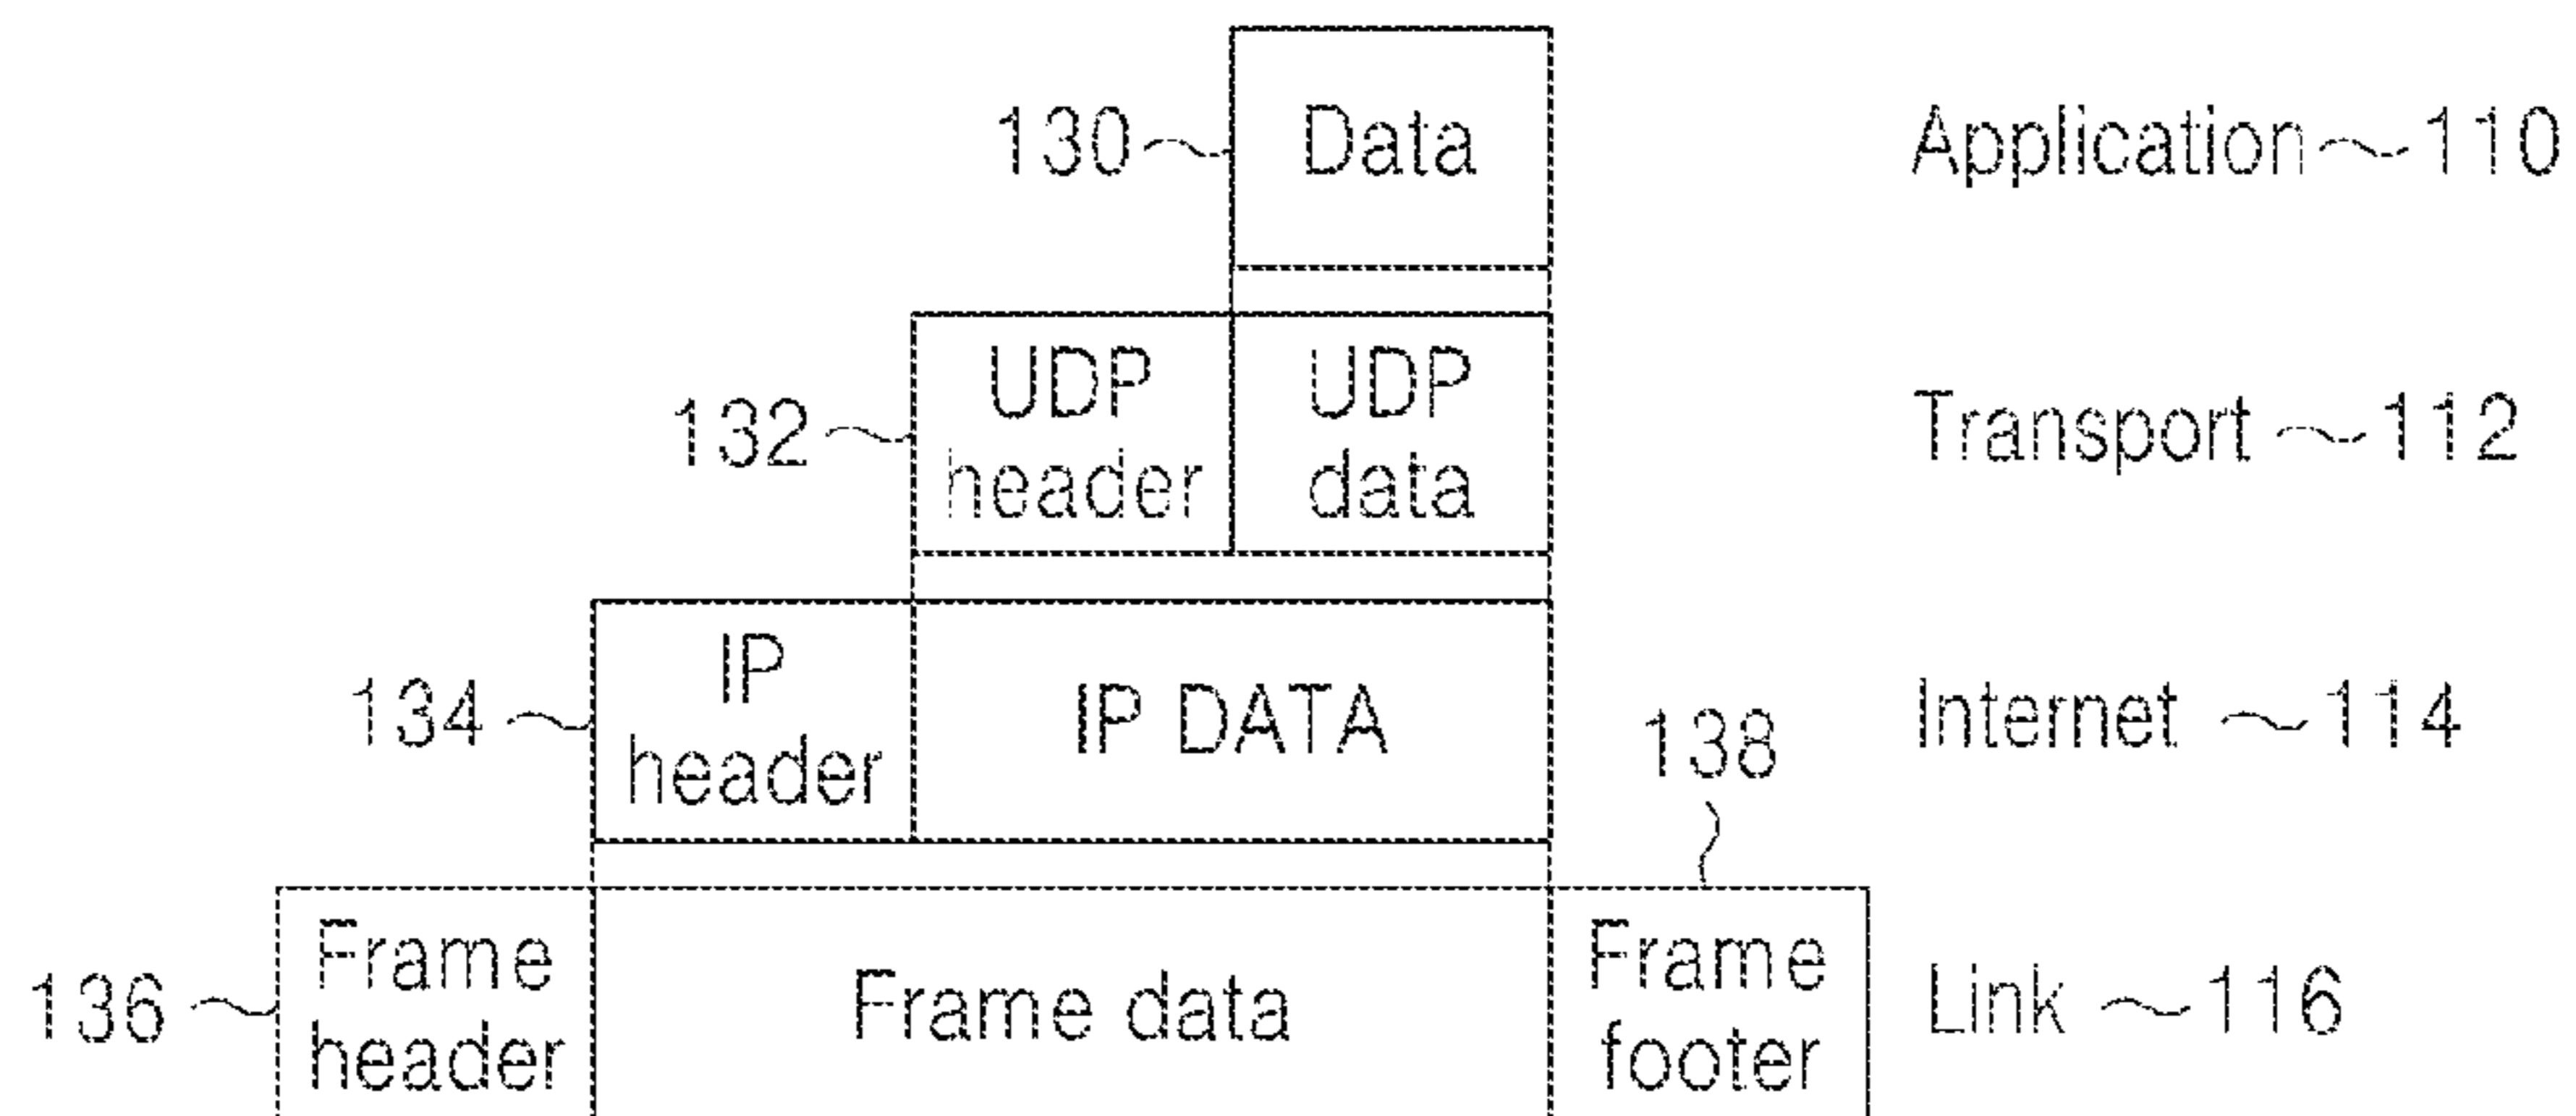 130 Data Application 110
132 UDP header UDP data Transport 112
134 IP header IP DATA Internet 114
138
136 Frame header Frame data Frame footer Link 116